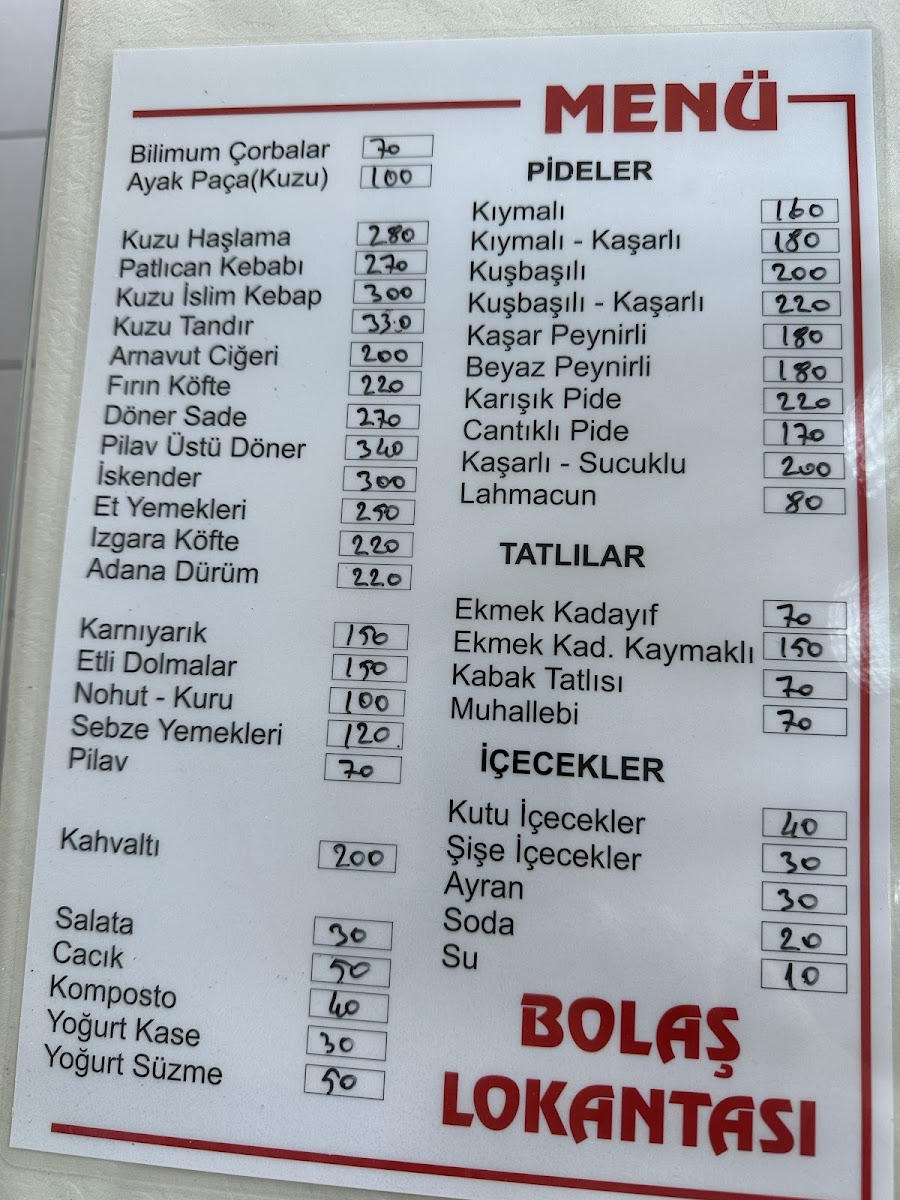 MENÜ
Bilimum Çorbalar 70
Ayak Paça(Kuzu) 100
Kuzu Haşlama 280
Patlıcan Kebabı 270
Kuzu İslim Kebap 300
Kuzu Tandır 330
Arnavut Ciğeri 200
Fırın Köfte 220
Döner Sade 270
Pilav Üstü Döner 340
İskender 300
Et Yemekleri 250
Izgara Köfte 220
Adana Dürüm 220
Karnıyarık 150
Etli Dolmalar 150
Nohut - Kuru 100
Sebze Yemekleri 120
Pilav 70
Kahvaltı 200
Salata 30
Cacık 50
Komposto 40
Yoğurt Kase 30
Yoğurt Süzme 50
PİDELER
Kıymalı 160
Kıymalı - Kaşarlı 180
Kuşbaşılı 200
Kuşbaşılı - Kaşarlı 220
Kaşar Peynirli 180
Beyaz Peynirli 180
Karışık Pide 220
Cantıklı Pide 170
Kaşarlı - Sucuklu 200
Lahmacun 80
TATLILAR
Ekmek Kadayıf 70
Ekmek Kad. Kaymaklı 150
Kabak Tatlısı 70
Muhallebi 70
İÇECEKLER
Kutu İçecekler 40
Şişe İçecekler 30
Ayran 30
Soda 20
Su 10
BOLAŞ
LOKANTASI